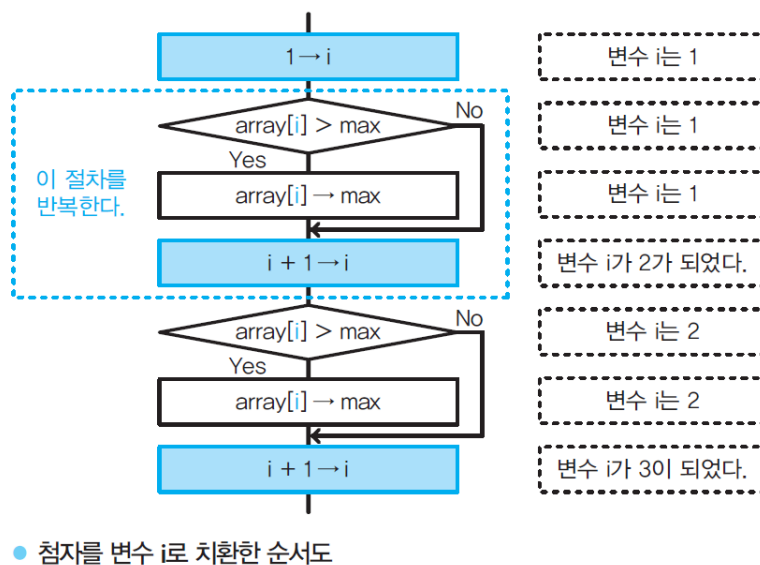 1 → i
변수 i는 1
array[i] > max
No
변수 i는 1
Yes
이 절차를
반복한다.
array[i] → max
변수 i는 1
i + 1 → i
변수 i가 2가 되었다.
array[i] > max
No
변수 i는 2
Yes
array[i] → max
변수 i는 2
i + 1 → i
변수 i가 3이 되었다.
● 첨자를 변수 i로 치환한 순서도